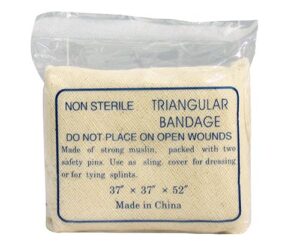 NON STERILE TRIANGULAR
BANDAGE
DO NOT PLACE ON OPEN WOUNDS
Made of strong muslin, packed with two
safety pins. Use as sling, cover for dressing
or for tying splints.
37" × 37" × 52"
Made in China